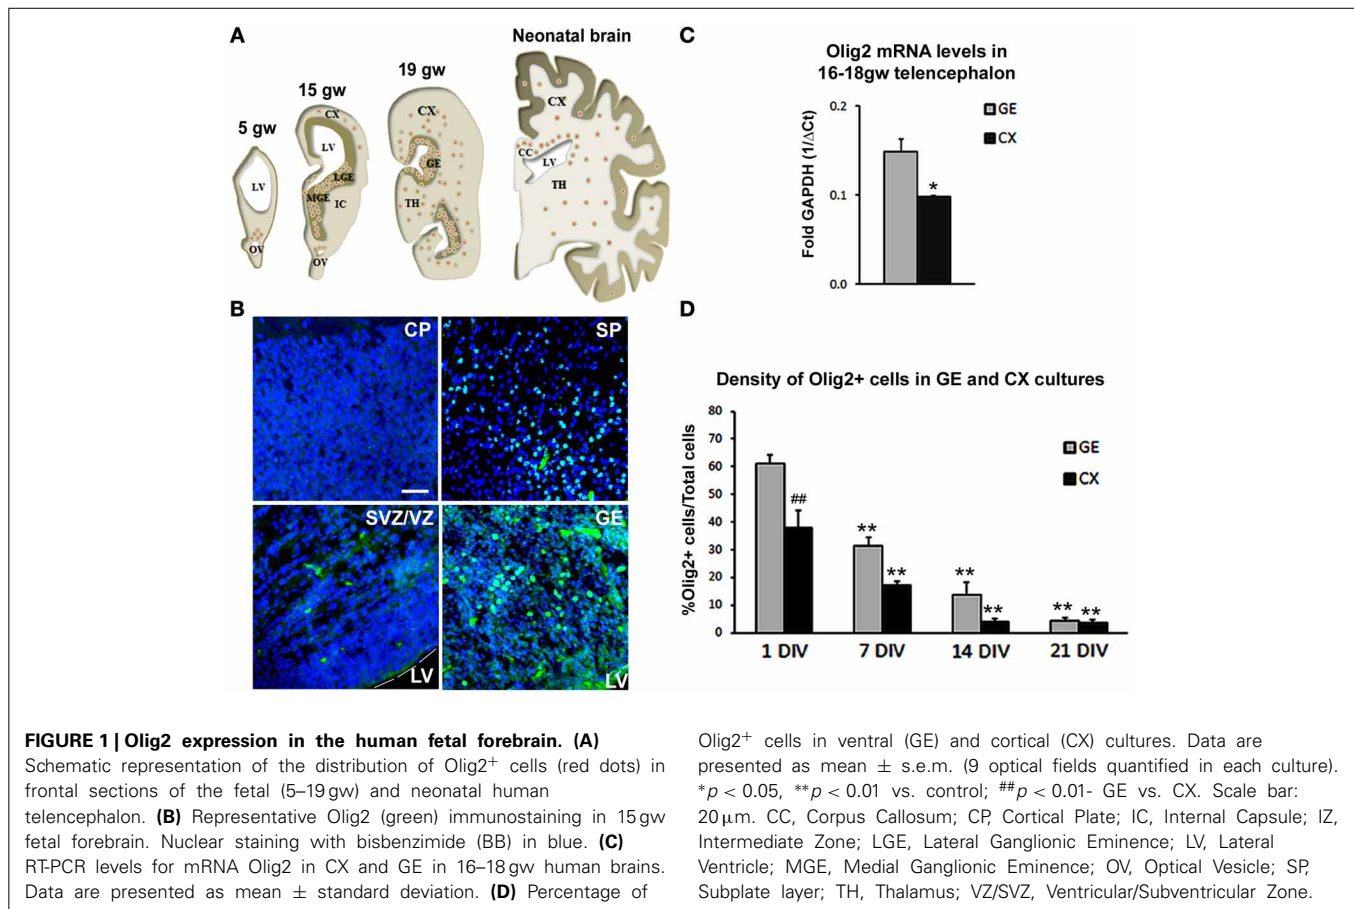 A
Neonatal brain
19 gw
15 gw
5 gw
CX
LV
LGE
MGE
IC
OV
LV
OV
CX
GE
TH
CX
CC
LV
TH
C
Olig2 mRNA levels in
16-18gw telencephalon
Fold GAPDH (1/ΔCt)
0.2
0.1
0.0
GE
CX
*
B
CP
SP
SVZ/VZ
LV
GE
LV
D
Density of Olig2+ cells in GE and CX cultures
%Olig2+ cells/Total cells
80
70
60
50
40
30
20
10
0
##
**
**
**
**
**
**
GE
CX
1 DIV
7 DIV
14 DIV
21 DIV
FIGURE 1 | Olig2 expression in the human fetal forebrain. (A)
Schematic representation of the distribution of Olig2+ cells (red dots) in
frontal sections of the fetal (5–19 gw) and neonatal human
telencephalon. (B) Representative Olig2 (green) immunostaining in 15 gw
fetal forebrain. Nuclear staining with bisbenzimide (BB) in blue. (C)
RT-PCR levels for mRNA Olig2 in CX and GE in 16–18 gw human brains.
Data are presented as mean ± standard deviation. (D) Percentage of
Olig2+ cells in ventral (GE) and cortical (CX) cultures. Data are
presented as mean ± s.e.m. (9 optical fields quantified in each culture).
*p < 0.05, **p < 0.01 vs. control; ##p < 0.01- GE vs. CX. Scale bar:
20 μm. CC, Corpus Callosum; CP, Cortical Plate; IC, Internal Capsule; IZ,
Intermediate Zone; LGE, Lateral Ganglionic Eminence; LV, Lateral
Ventricle; MGE, Medial Ganglionic Eminence; OV, Optical Vesicle; SP,
Subplate layer; TH, Thalamus; VZ/SVZ, Ventricular/Subventricular Zone.